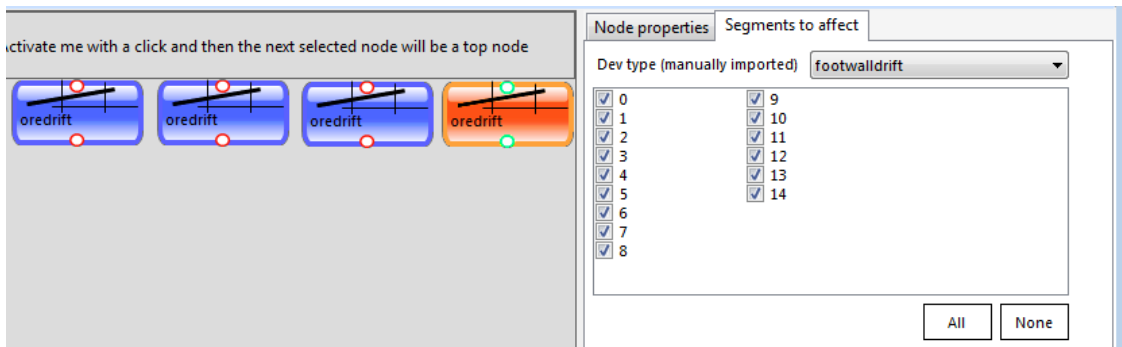 Activate me with a click and then the next selected node will be a top node
oredrift
oredrift
oredrift
oredrift
Node properties
Segments to affect
Dev type (manually imported)
footwalldrift
0
1
2
3
4
5
6
7
8
9
10
11
12
13
14
All
None